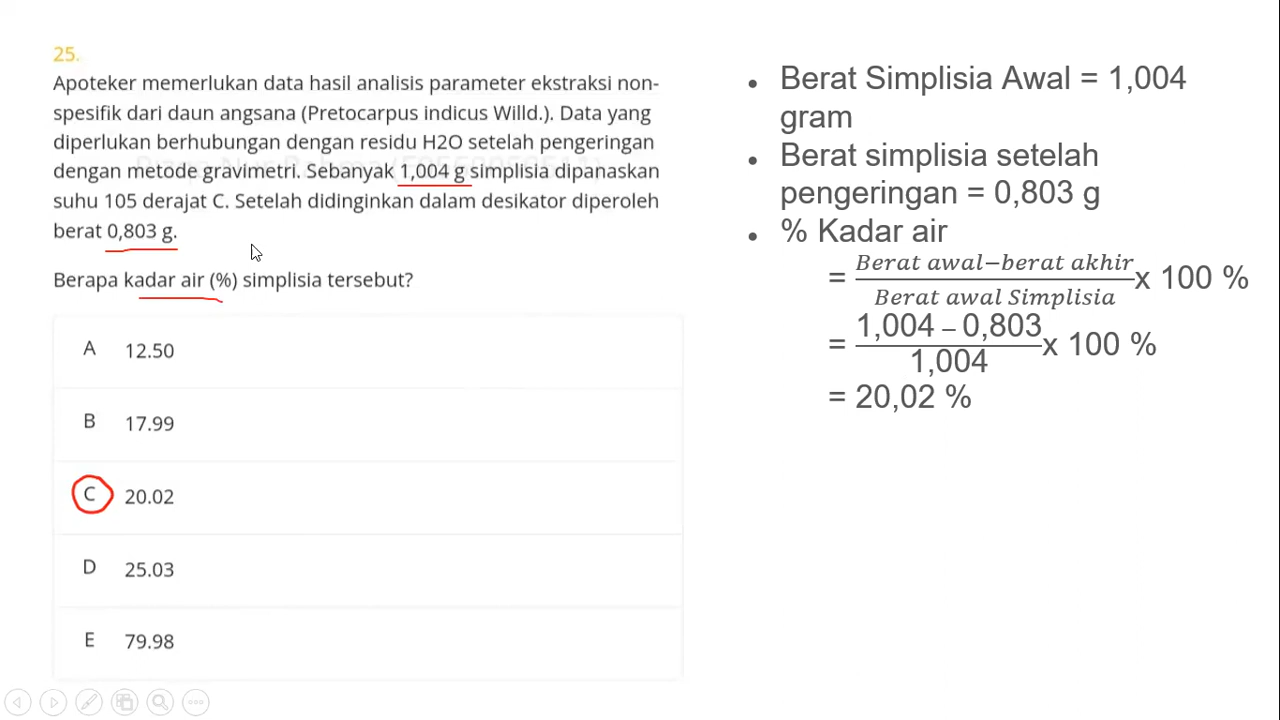 25.
Apoteker memerlukan data hasil analisis parameter ekstraksi non-
spesifik dari daun angsana (Pretocarpus indicus Willd.). Data yang
diperlukan berhubungan dengan residu H2O setelah pengeringan
dengan metode gravimetri. Sebanyak 1,004 g simplisia dipanaskan
suhu 105 derajat C. Setelah didinginkan dalam desikator diperoleh
berat 0,803 g.
Berapa kadar air (%) simplisia tersebut?
A 12.50
B 17.99
C 20.02
D 25.03
E 79.98
• Berat Simplisia Awal = 1,004
gram
• Berat simplisia setelah
pengeringan = 0,803 g
• % Kadar air
= Berat awal−berat akhir x 100 %
Berat awal Simplisia
= 1,004 – 0,803 x 100 %
1,004
= 20,02 %